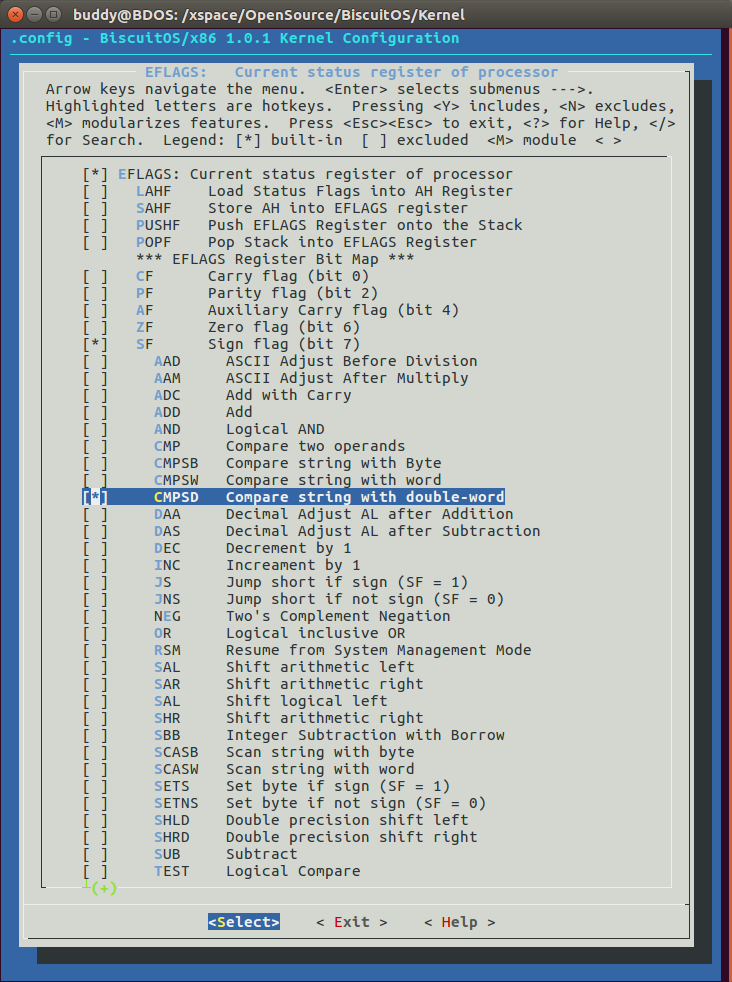 buddy@BDOS: /xspace/OpenSource/BiscuitOS/Kernel
.config - BiscuitOS/x86 1.0.1 Kernel Configuration
EFLAGS:   Current status register of processor
Arrow keys navigate the menu.  <Enter> selects submenus --->.
Highlighted letters are hotkeys.  Pressing <Y> includes, <N> excludes,
<M> modularizes features.  Press <Esc><Esc> to exit, <?> for Help, </>
for Search.  Legend: [*] built-in  [ ] excluded  <M> module  < >
[*] EFLAGS: Current status register of processor
[ ]   LAHF    Load Status Flags into AH Register
[ ]   SAHF    Store AH into EFLAGS register
[ ]   PUSHF   Push EFLAGS Register onto the Stack
[ ]   POPF    Pop Stack into EFLAGS Register
*** EFLAGS Register Bit Map ***
[ ]   CF      Carry flag (bit 0)
[ ]   PF      Parity flag (bit 2)
[ ]   AF      Auxiliary Carry flag (bit 4)
[ ]   ZF      Zero flag (bit 6)
[*]   SF      Sign flag (bit 7)
[ ]     AAD     ASCII Adjust Before Division
[ ]     AAM     ASCII Adjust After Multiply
[ ]     ADC     Add with Carry
[ ]     ADD     Add
[ ]     AND     Logical AND
[ ]     CMP     Compare two operands
[ ]     CMPSB   Compare string with Byte
[ ]     CMPSW   Compare string with word
[*]     CMPSD   Compare string with double-word
[ ]     DAA     Decimal Adjust AL after Addition
[ ]     DAS     Decimal Adjust AL after Subtraction
[ ]     DEC     Decrement by 1
[ ]     INC     Increament by 1
[ ]     JS      Jump short if sign (SF = 1)
[ ]     JNS     Jump short if not sign (SF = 0)
[ ]     NEG     Two's Complement Negation
[ ]     OR      Logical inclusive OR
[ ]     RSM     Resume from System Management Mode
[ ]     SAL     Shift arithmetic left
[ ]     SAR     Shift arithmetic right
[ ]     SAL     Shift logical left
[ ]     SHR     Shift arithmetic right
[ ]     SBB     Integer Subtraction with Borrow
[ ]     SCASB   Scan string with byte
[ ]     SCASW   Scan string with word
[ ]     SETS    Set byte if sign (SF = 1)
[ ]     SETNS   Set byte if not sign (SF = 0)
[ ]     SHLD    Double precision shift left
[ ]     SHRD    Double precision shift right
[ ]     SUB     Subtract
[ ]     TEST    Logical Compare
(+)
<Select>    < Exit >    < Help >